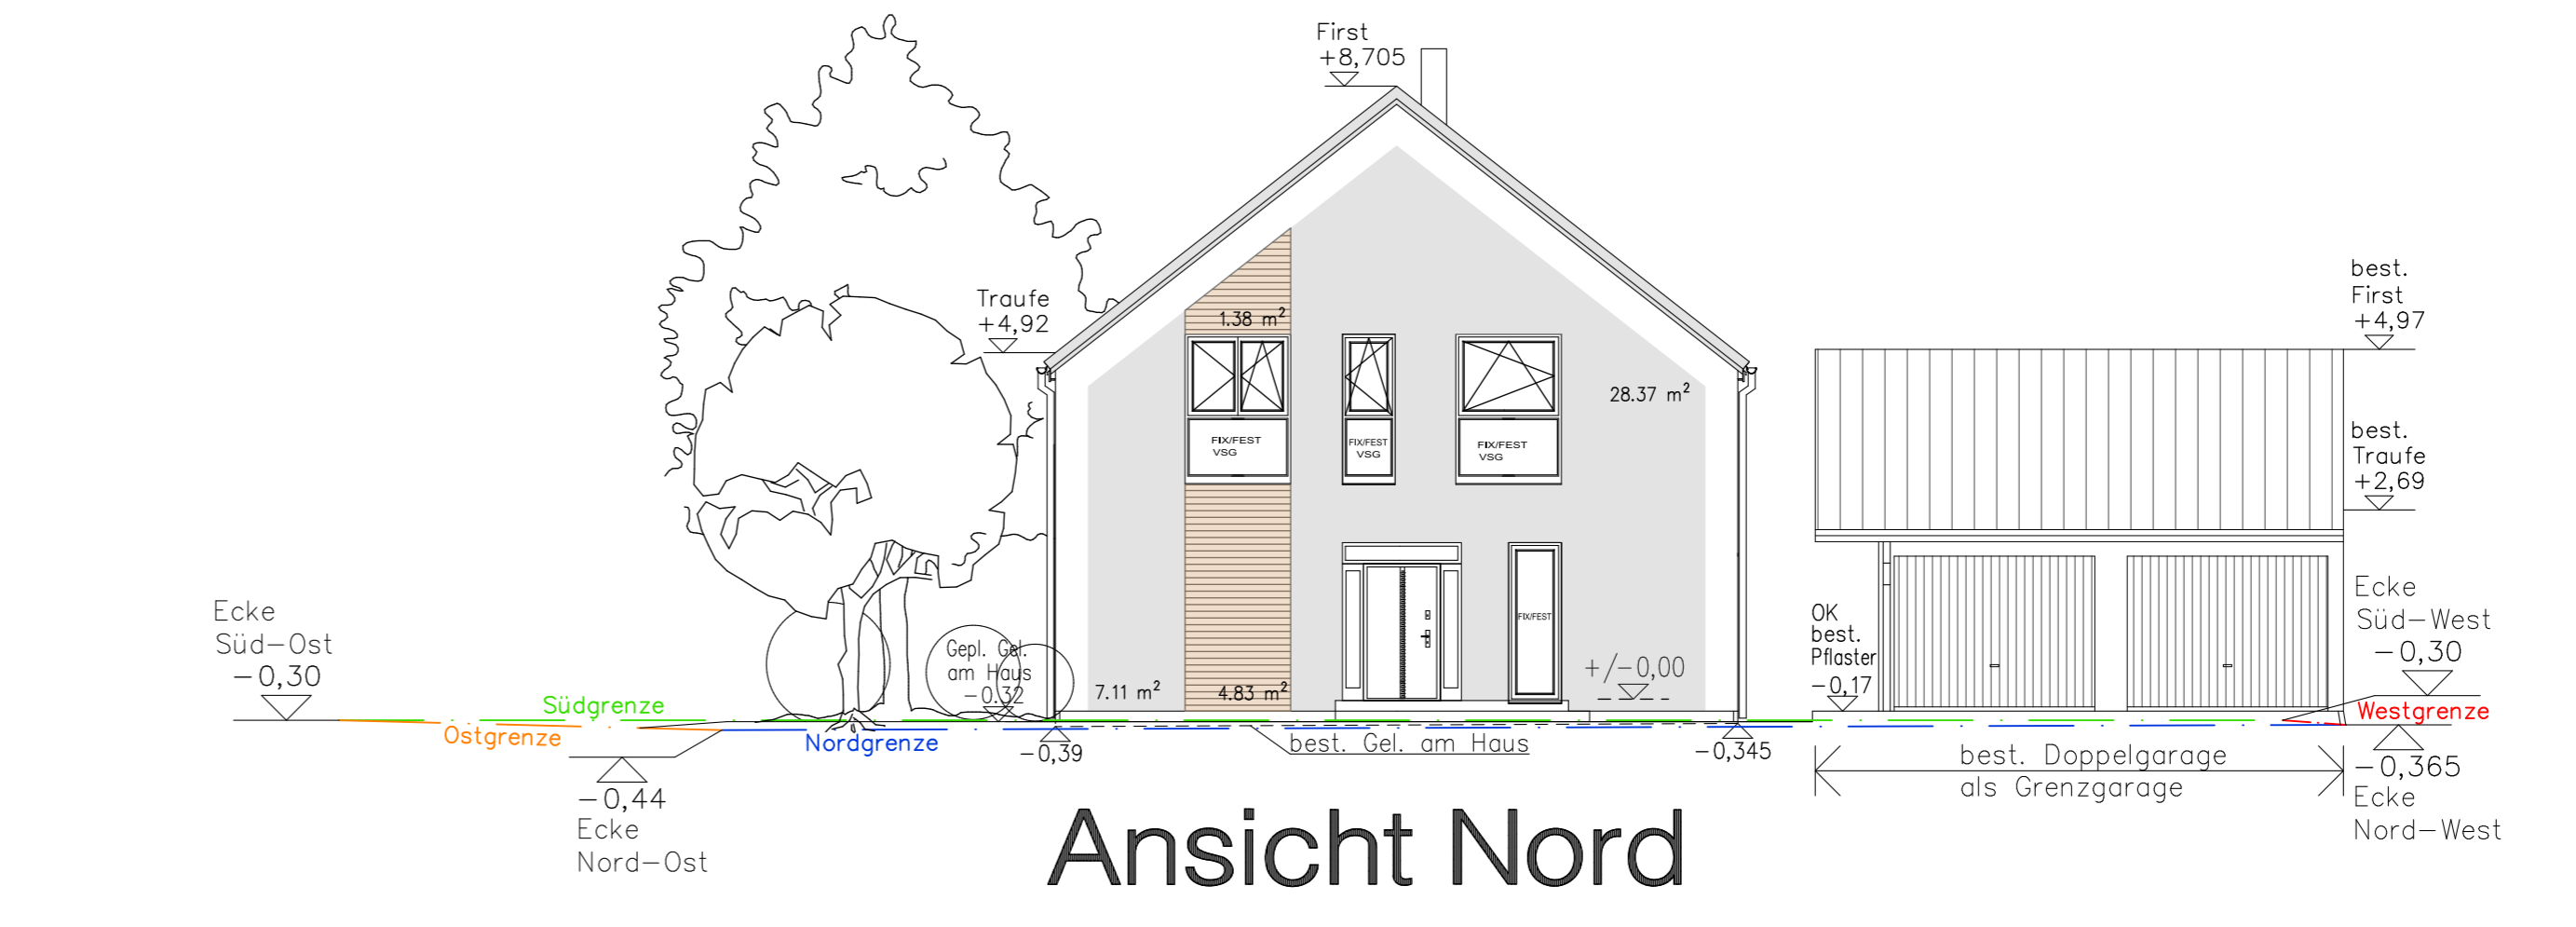 First
+8,705
Traufe
+4,92
best.
First
+4,97
best.
Traufe
+2,69
1.38 m²
28.37 m²
FIX/FEST
VSG
FIX/FEST
VSG
FIX/FEST
VSG
FIX/FEST
7.11 m²
4.83 m²
+/-0,00
Gepl. Gel.
am Haus
-0.32
Ecke
Süd-Ost
-0,30
Südgrenze
Ostgrenze
Nordgrenze
-0,44
Ecke
Nord-Ost
-0,39
best. Gel. am Haus
-0,345
OK
best.
Pflaster
-0,17
Ecke
Süd-West
-0,30
Westgrenze
best. Doppelgarage
als Grenzgarage
-0,365
Ecke
Nord-West
Ansicht Nord